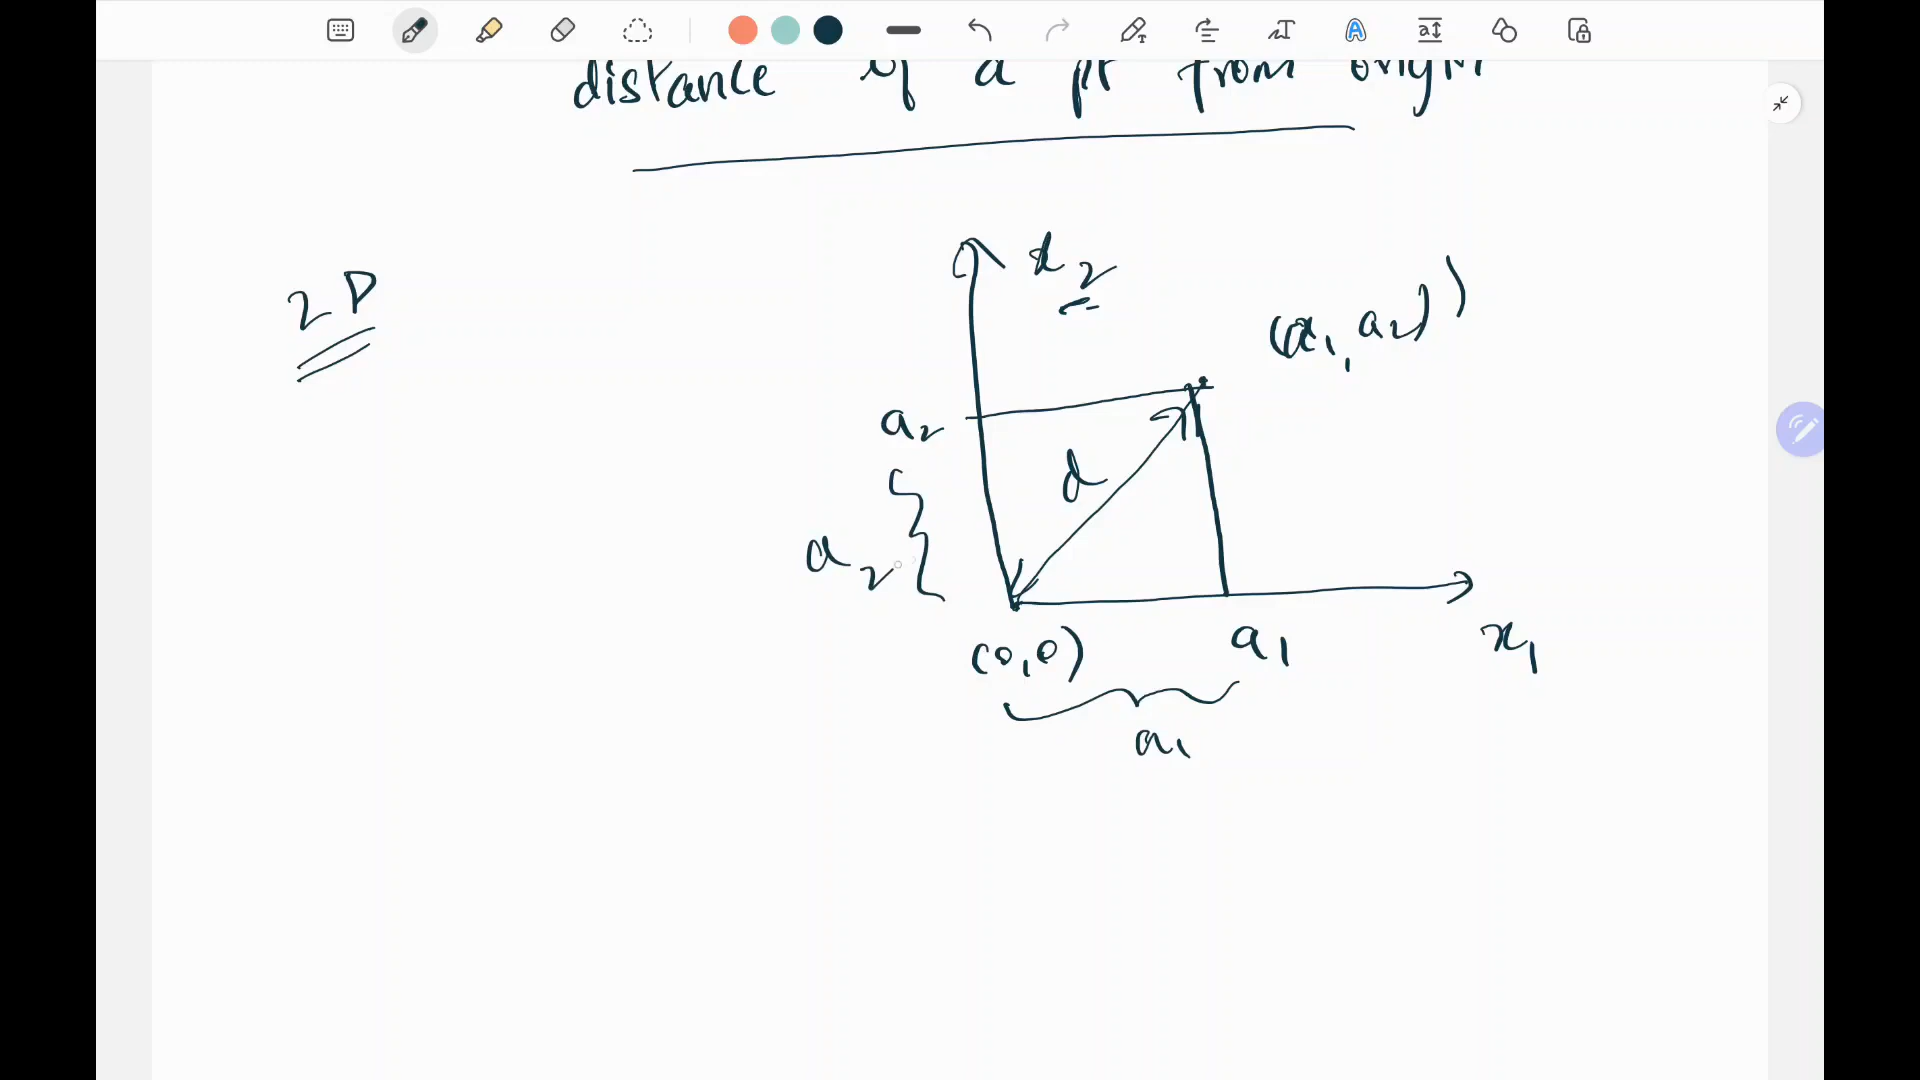 distance of a pt from origin
x2
2D
(a1, a2))
a2
d
a2
(0,0)
a1
x1
a1